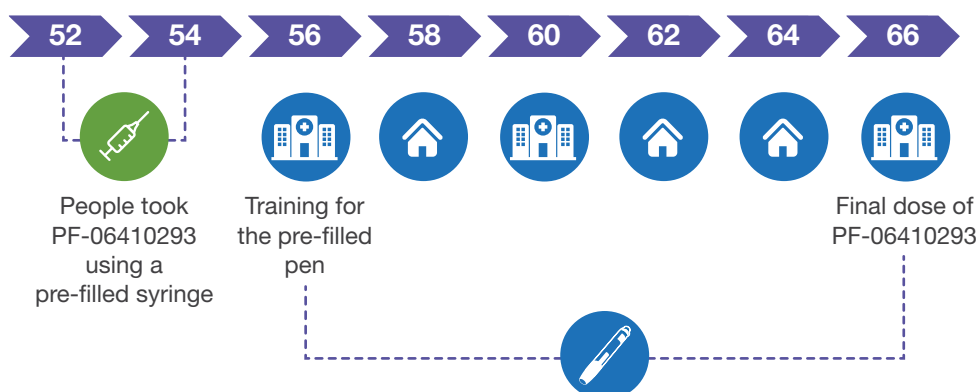 52 54 56 58 60 62 64 66
People took
PF-06410293
using a
pre-filled syringe
Training for
the pre-filled
pen
Final dose of
PF-06410293